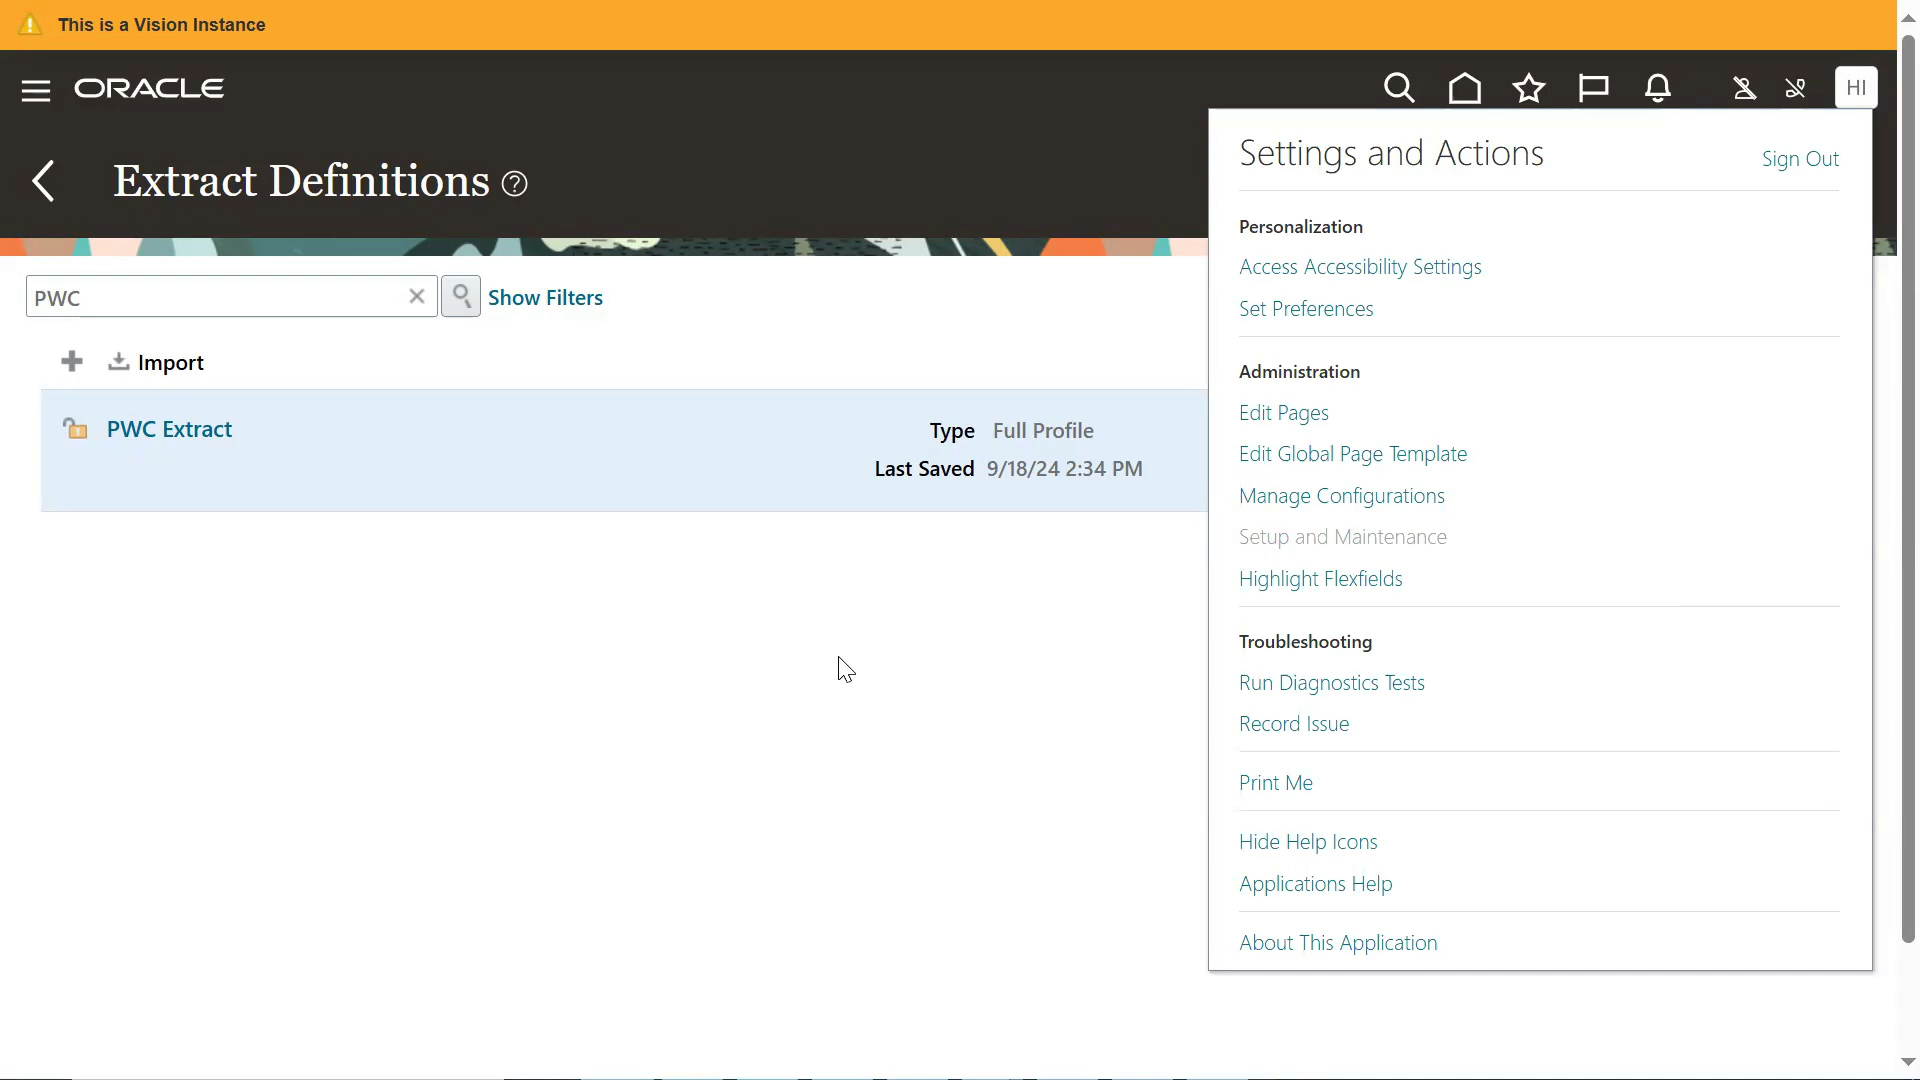 This is a Vision Instance
ORACLE
HI
Extract Definitions
PWC
Show Filters
Import
PWC Extract
Type Full Profile
Last Saved 9/18/24 2:34 PM
Settings and Actions
Sign Out
Personalization
Access Accessibility Settings
Set Preferences
Administration
Edit Pages
Edit Global Page Template
Manage Configurations
Setup and Maintenance
Highlight Flexfields
Troubleshooting
Run Diagnostics Tests
Record Issue
Print Me
Hide Help Icons
Applications Help
About This Application